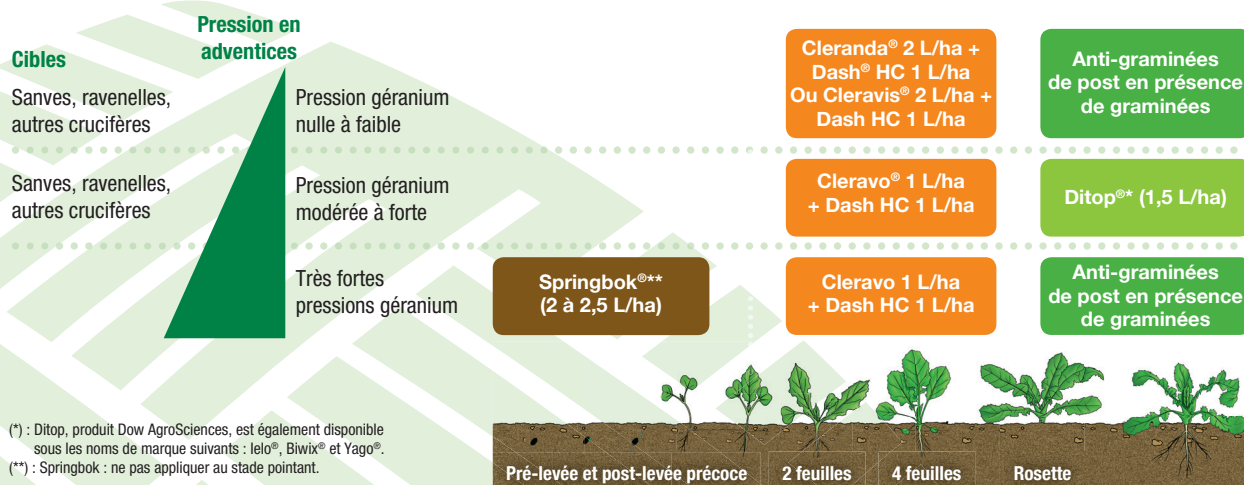 Pression en
adventices
Cibles
Sanves, ravenelles,
autres crucifères
Pression géranium
nulle à faible
Cleranda® 2 L/ha +
Dash® HC 1 L/ha
Ou Cleravis® 2 L/ha +
Dash HC 1 L/ha
Anti-graminées
de post en présence
de graminées
Sanves, ravenelles,
autres crucifères
Pression géranium
modérée à forte
Cleravo® 1 L/ha
+ Dash HC 1 L/ha
Ditop®* (1,5 L/ha)
Très fortes
pressions géranium
Springbok®**
(2 à 2,5 L/ha)
Cleravo 1 L/ha
+ Dash HC 1 L/ha
Anti-graminées
de post en présence
de graminées
(*) : Ditop, produit Dow AgroSciences, est également disponible
sous les noms de marque suivants : Ielo®, Biwix® et Yago®.
(**) : Springbok : ne pas appliquer au stade pointant.
Pré-levée et post-levée précoce
2 feuilles
4 feuilles
Rosette